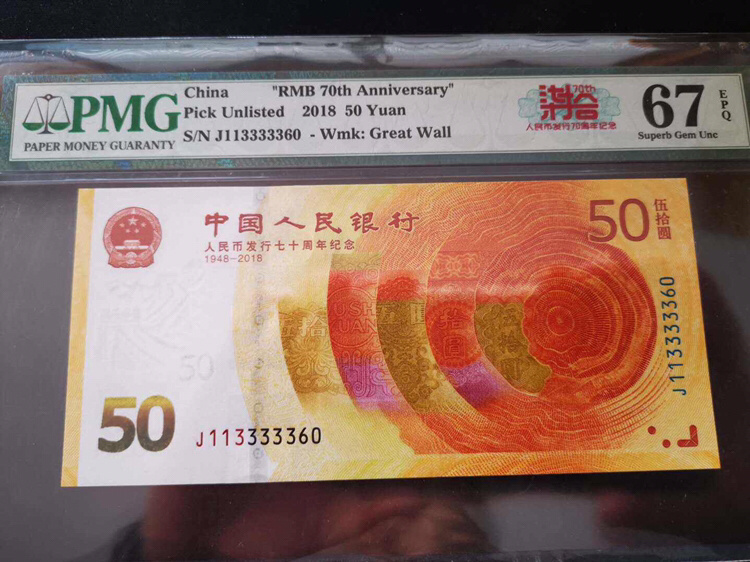 PMG
PAPER MONEY GUARANTY
China "RMB 70th Anniversary"
Pick Unlisted 2018 50 Yuan
S/N J113333360 - Wmk: Great Wall
70th
人民币发行70周年纪念
67
EPQ
Superb Gem Unc
中国人民银行
人民币发行七十周年纪念
1948-2018
50
伍拾圆
J113333360
50
50
J113333360